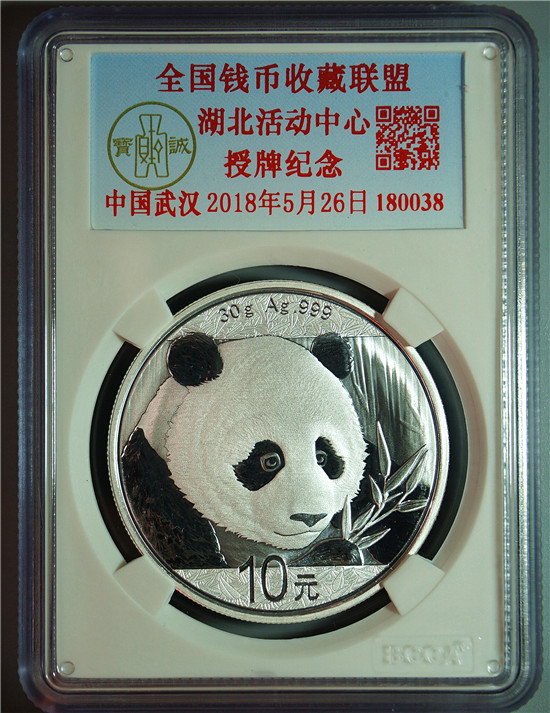 全国钱币收藏联盟
湖北活动中心
授牌纪念
寶 誠
中国武汉 2018年5月26日 180038
30g Ag.999
10元